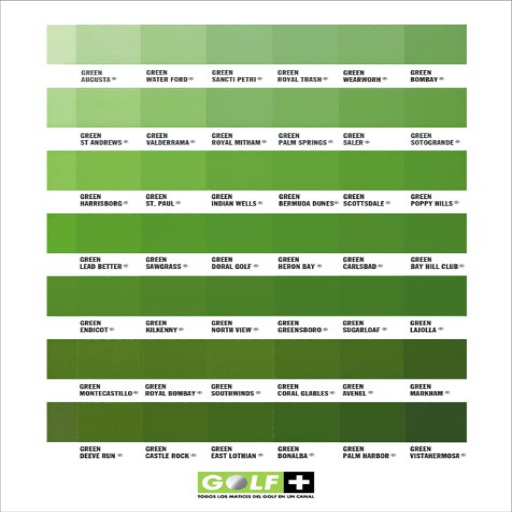 GREEN AUGUSTA
GREEN WATER FORD
GREEN SANCTI PETRI
GREEN ROYAL TRASH
GREEN WEARWORH
GREEN BOMBAY
GREEN ST ANDREWS
GREEN VALDERRAMA
GREEN ROYAL MITHAM
GREEN PALM SPRINGS
GREEN SALER
GREEN SOTOGRANDE
GREEN HARRISBORG
GREEN ST. PAUL
GREEN INDIAN WELLS
GREEN BERMUDA DUNES
GREEN SCOTTSDALE
GREEN POPPY HILLS
GREEN LEAD BETTER
GREEN SAWGRASS
GREEN DORAL GOLF
GREEN HERON BAY
GREEN CARLSBAD
GREEN BAY HILL CLUB
GREEN ENDICOT
GREEN KILKENNY
GREEN NORTH VIEW
GREEN GREENSBORO
GREEN SUGARLOAF
GREEN LAJOLLA
GREEN MONTECASTILLO
GREEN ROYAL BOMBAY
GREEN SOUTHWINDS
GREEN CORAL GLABLES
GREEN AVENEL
GREEN MARKHAM
GREEN DEEVE RUN
GREEN CASTLE ROCK
GREEN EAST LOTHIAN
GREEN BONALBA
GREEN PALM HARBOR
GREEN VISTAHERMOSA
GOLF+
TODOS LOS MATICES DEL GOLF EN UN CANAL